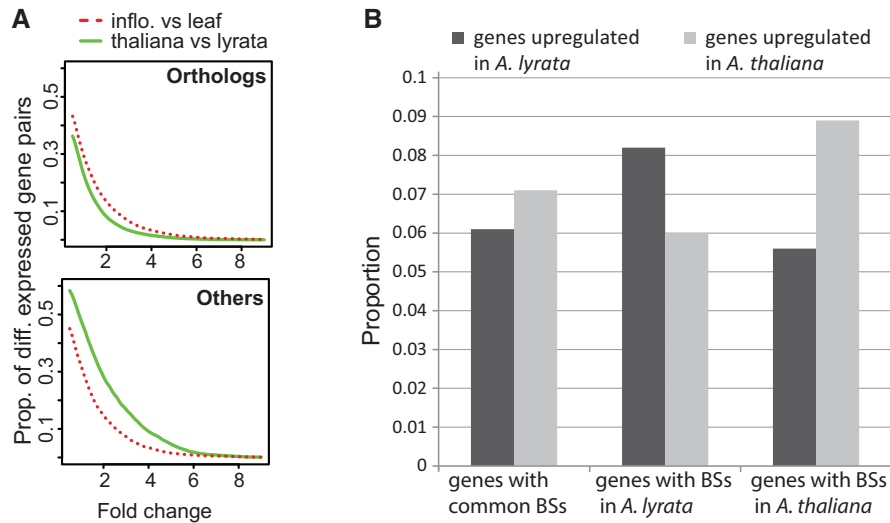 A
inflo. vs leaf
thaliana vs lyrata
Orthologs
0.5
0.3
0.1
2 4 6 8
Others
0.5
0.3
0.1
2 4 6 8
Prop. of diff. expressed gene pairs
Fold change
B
genes upregulated
in A. lyrata
genes upregulated
in A. thaliana
0.1
0.09
0.08
0.07
0.06
0.05
0.04
0.03
0.02
0.01
0
Proportion
genes with
common BSs
genes with BSs
in A. lyrata
genes with BSs
in A. thaliana